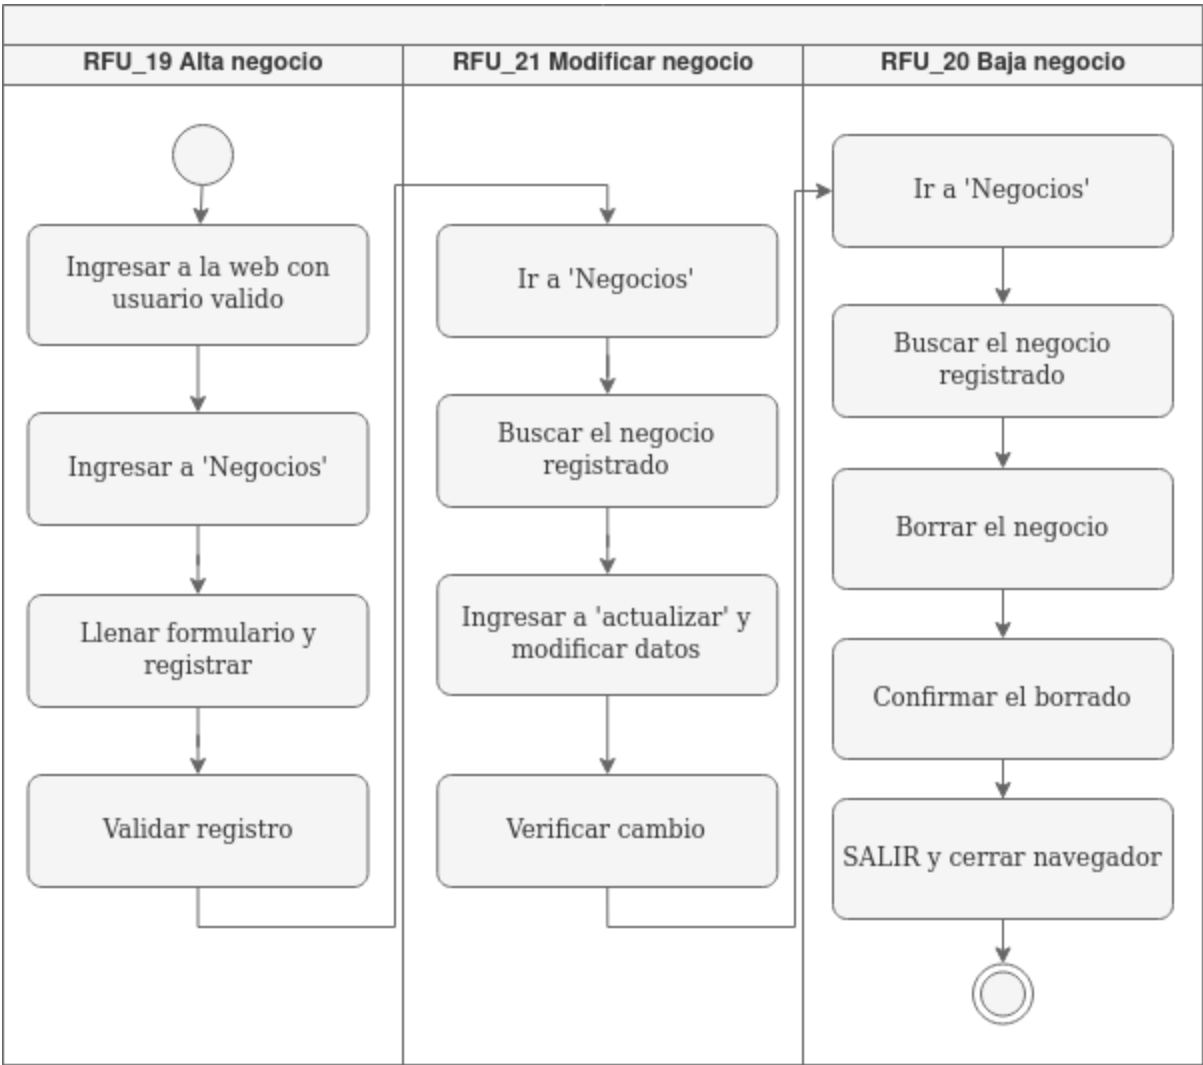 RFU_19 Alta negocio
RFU_21 Modificar negocio
RFU_20 Baja negocio
Ingresar a la web con
usuario valido
Ingresar a 'Negocios'
Llenar formulario y
registrar
Validar registro
Ir a 'Negocios'
Buscar el negocio
registrado
Ingresar a 'actualizar' y
modificar datos
Verificar cambio
Ir a 'Negocios'
Buscar el negocio
registrado
Borrar el negocio
Confirmar el borrado
SALIR y cerrar navegador